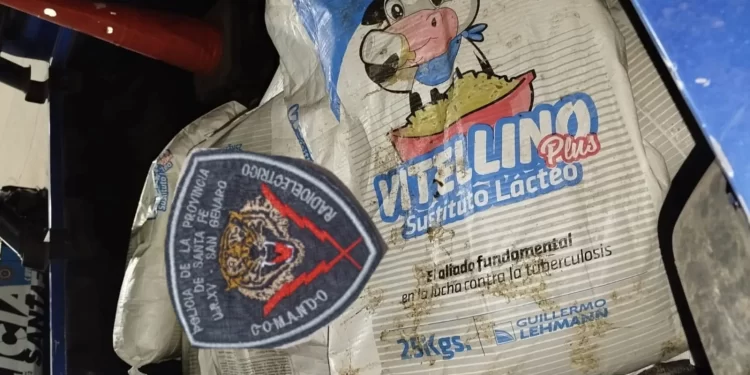 VITELLINO
Plus
Sustituto Lácteo
El aliado fundamental
en la lucha contra la tuberculosis
25Kgs.
GUILLERMO
LEHMANN
POLICIA DE LA PROVINCIA
DE SANTA FE
U.R.XV SAN GENARO
COMANDO
RADIOELECTRICO